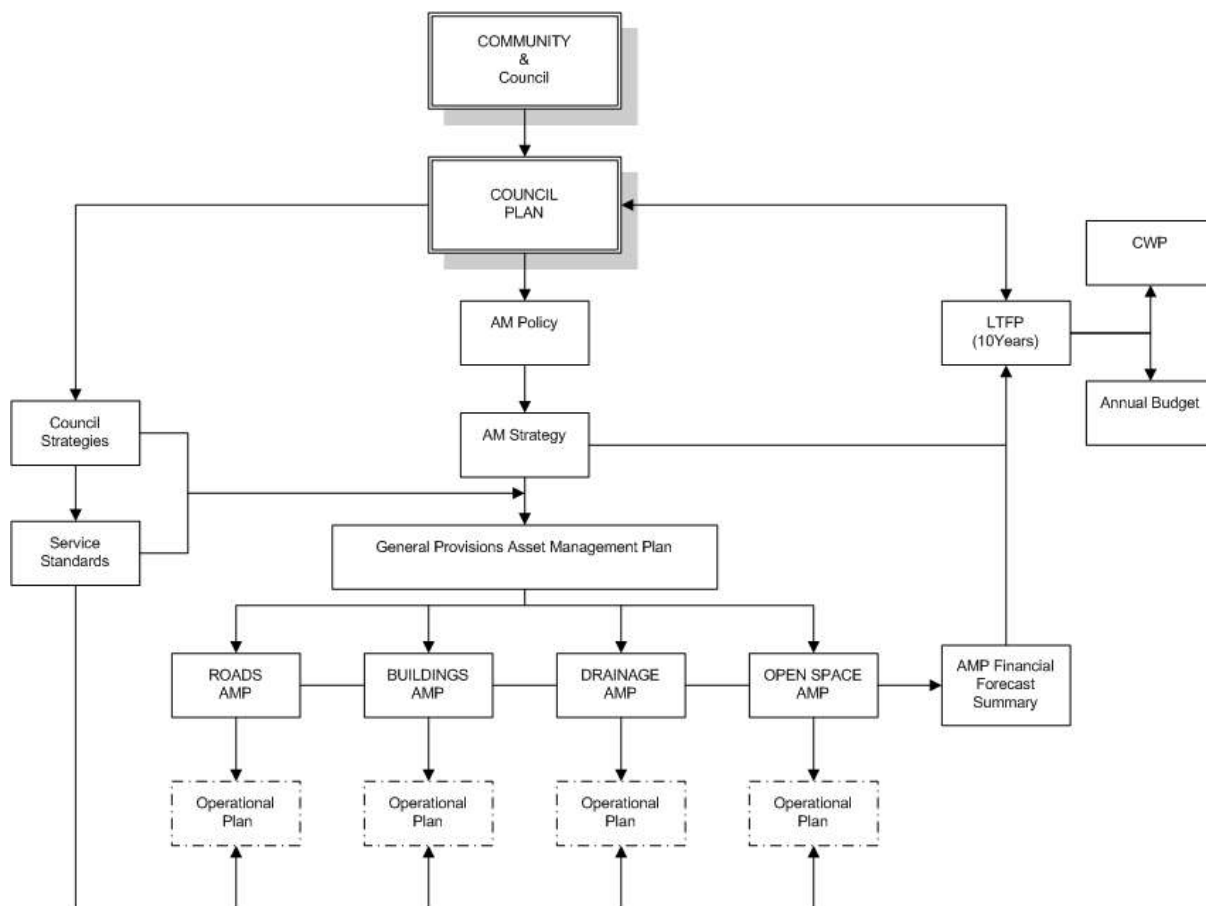 COMMUNITY
&
Council
COUNCIL
PLAN
CWP
AM Policy
LTFP
(10Years)
Annual Budget
Council
Strategies
AM Strategy
Service
Standards
General Provisions Asset Management Plan
ROADS
AMP
BUILDINGS
AMP
DRAINAGE
AMP
OPEN SPACE
AMP
AMP Financial
Forecast
Summary
Operational
Plan
Operational
Plan
Operational
Plan
Operational
Plan